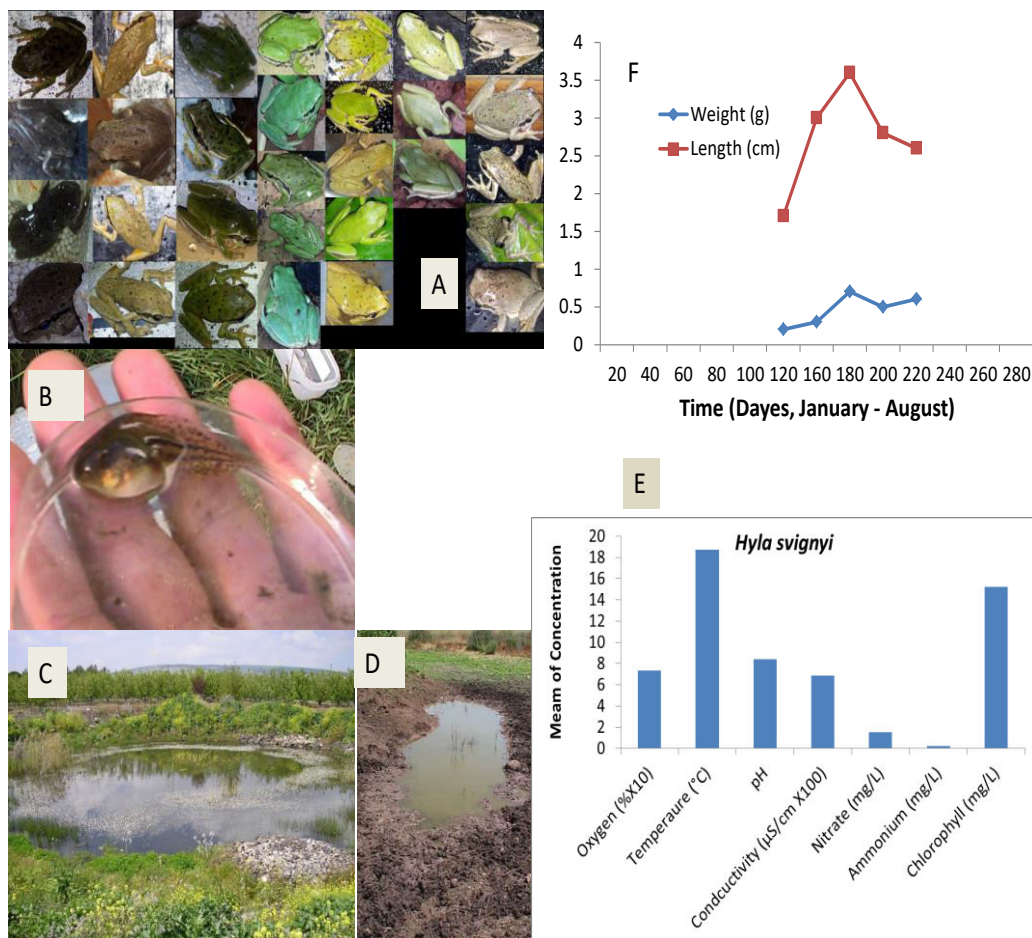 A
B
C
D
F
Weight (g)
Length (cm)
4
3.5
3
2.5
2
1.5
1
0.5
0
20 40 60 80 100 120 160 180 200 220 260 280
Time (Dayes, January - August)
E
Hyla svignyi
Meam of Concentration
20
18
16
14
12
10
8
6
4
2
0
Oxygen (%X10)
Temperaure (°C)
pH
Condcuctivity (µS/cm X100)
Nitrate (mg/L)
Ammonium (mg/L)
Chlorophyll (mg/L)